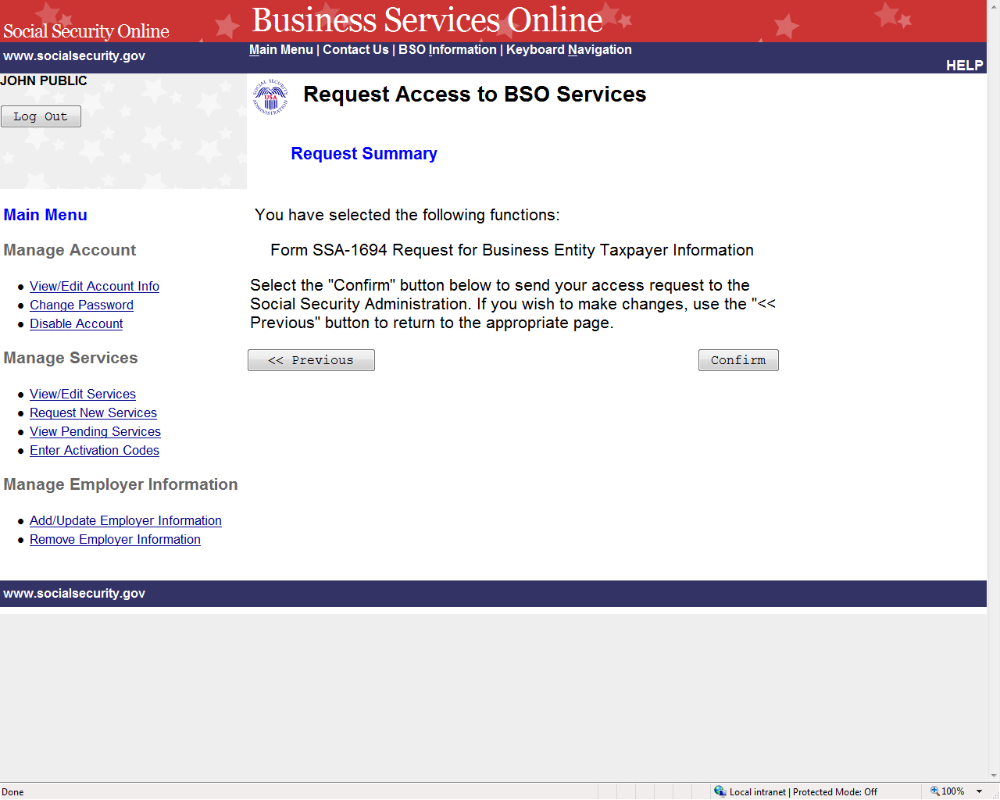 Social Security Online
Business Services Online
www.socialsecurity.gov
Main Menu | Contact Us | BSO Information | Keyboard Navigation
HELP
JOHN PUBLIC
Log Out
SOCIAL SECURITY ADMINISTRATION
USA
Request Access to BSO Services
Request Summary
Main Menu
Manage Account
View/Edit Account Info
Change Password
Disable Account
Manage Services
View/Edit Services
Request New Services
View Pending Services
Enter Activation Codes
Manage Employer Information
Add/Update Employer Information
Remove Employer Information
You have selected the following functions:
Form SSA-1694 Request for Business Entity Taxpayer Information
Select the "Confirm" button below to send your access request to the
Social Security Administration. If you wish to make changes, use the "<<
Previous" button to return to the appropriate page.
<< Previous
Confirm
www.socialsecurity.gov
Done
Local intranet | Protected Mode: Off
100%